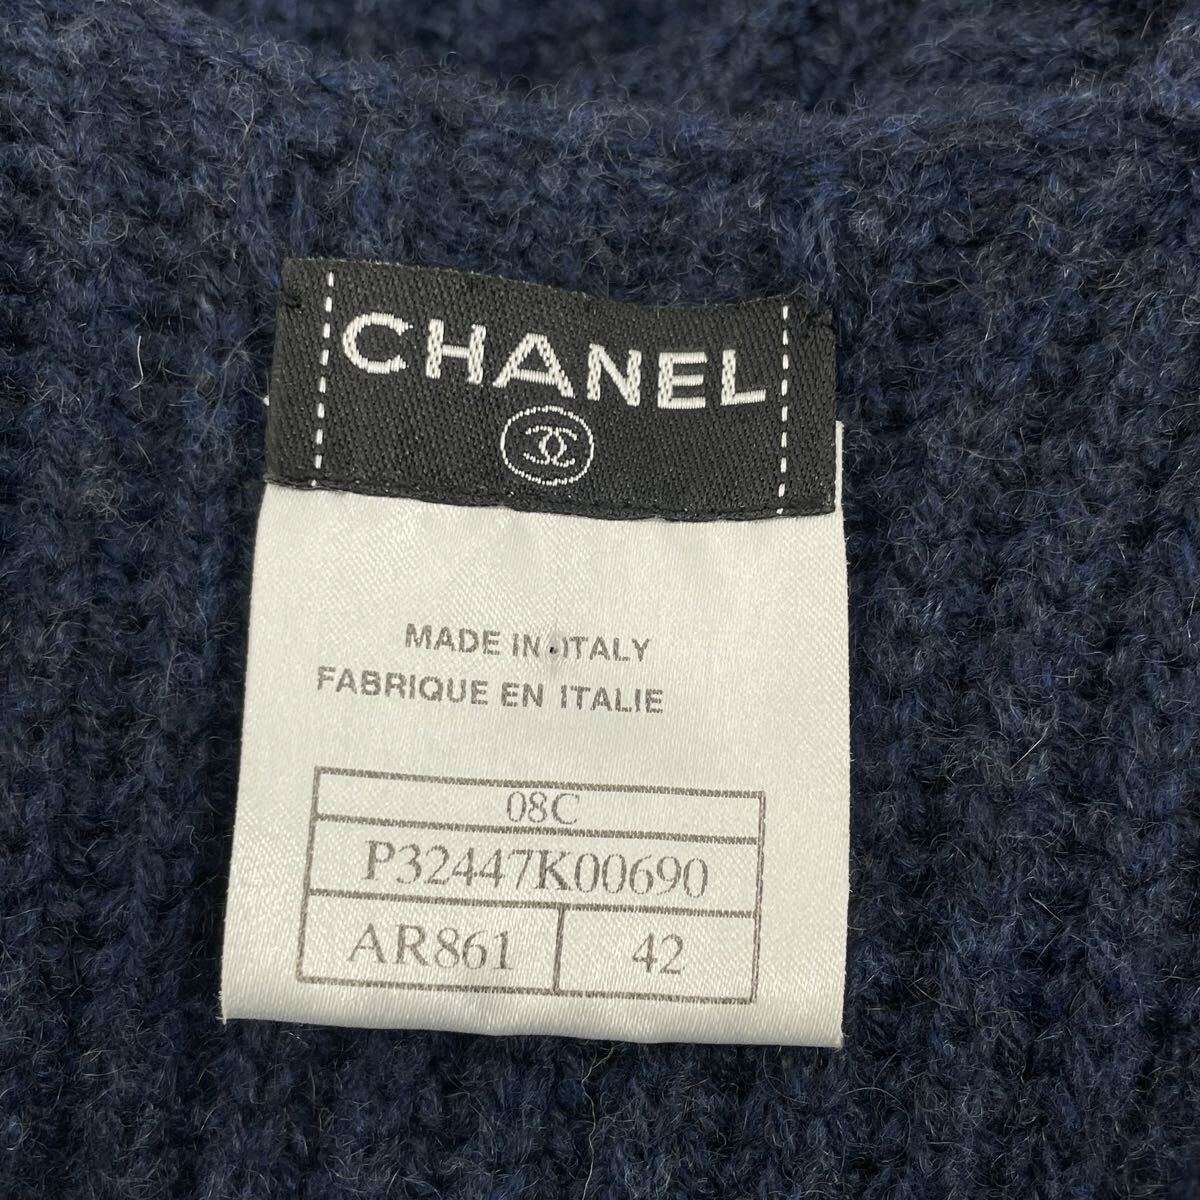 CHANEL
MADE IN ITALY
FABRIQUE EN ITALIE
08C
P32447K00690
AR861 42